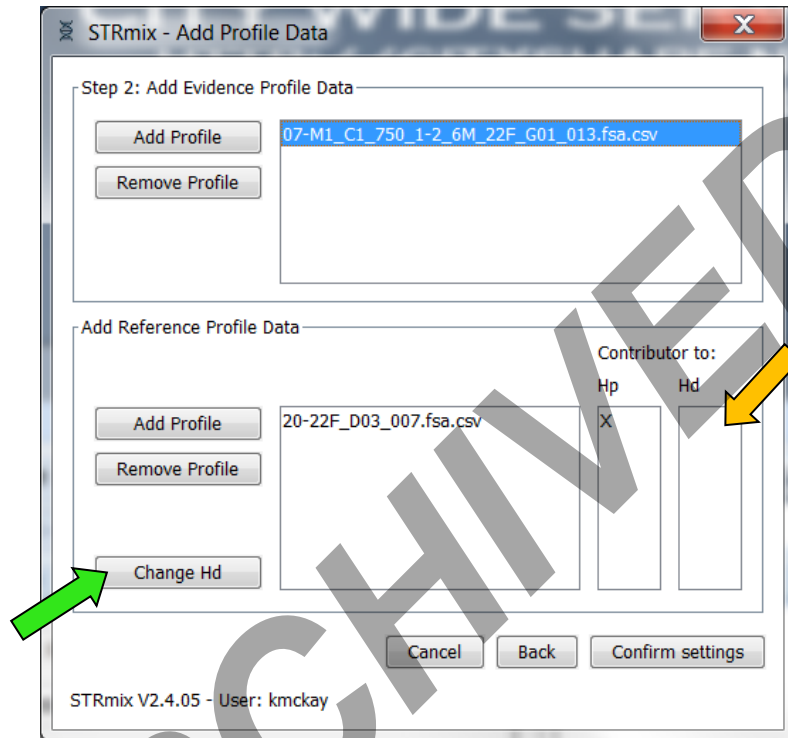 STRmix - Add Profile Data
Step 2: Add Evidence Profile Data
Add Profile
07-M1_C1_750_1-2_6M_22F_G01_013.fsa.csv
Remove Profile
Add Reference Profile Data
Contributor to:
Hp Hd
Add Profile
20-22F_D03_007.fsa.csv
X
Remove Profile
Change Hd
Cancel
Back
Confirm settings
STRmix V2.4.05 - User: kmckay
CHIVED